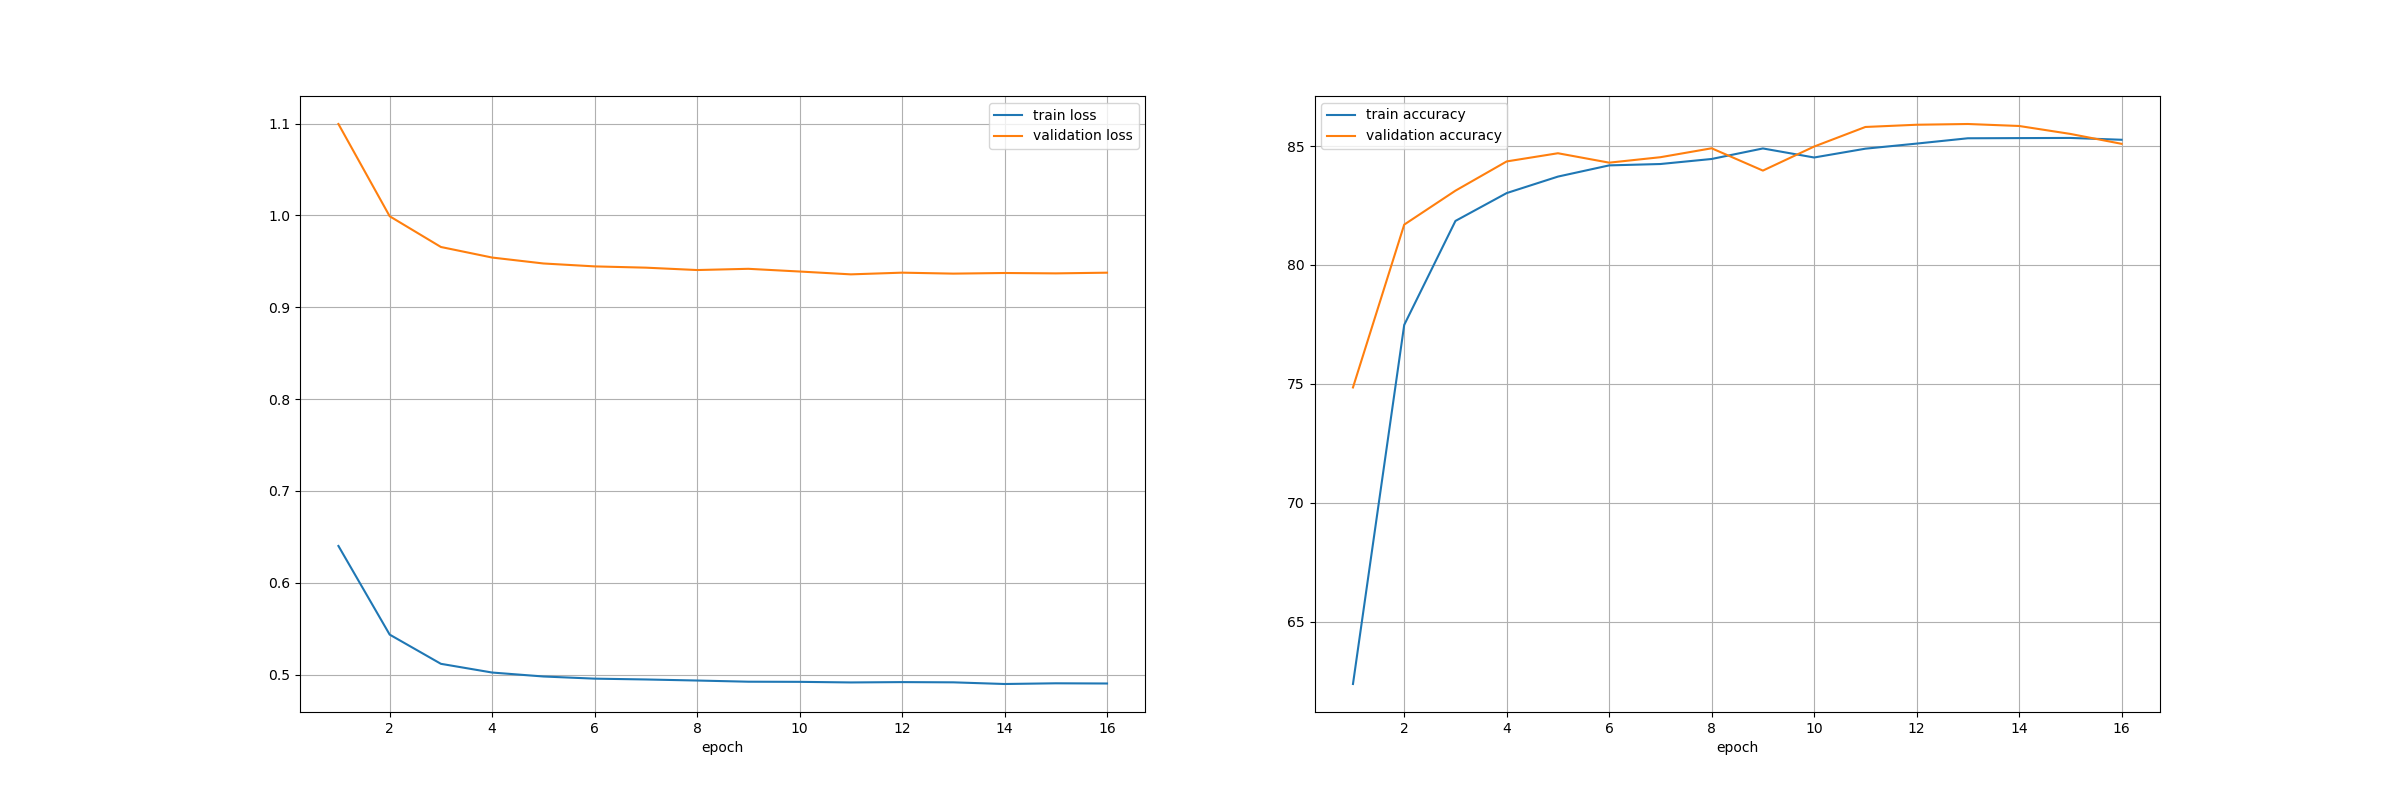 train loss
validation loss
1.1
1.0
0.9
0.8
0.7
0.6
0.5
2 4 6 8 10 12 14 16
epoch
train accuracy
validation accuracy
85
80
75
70
65
2 4 6 8 10 12 14 16
epoch